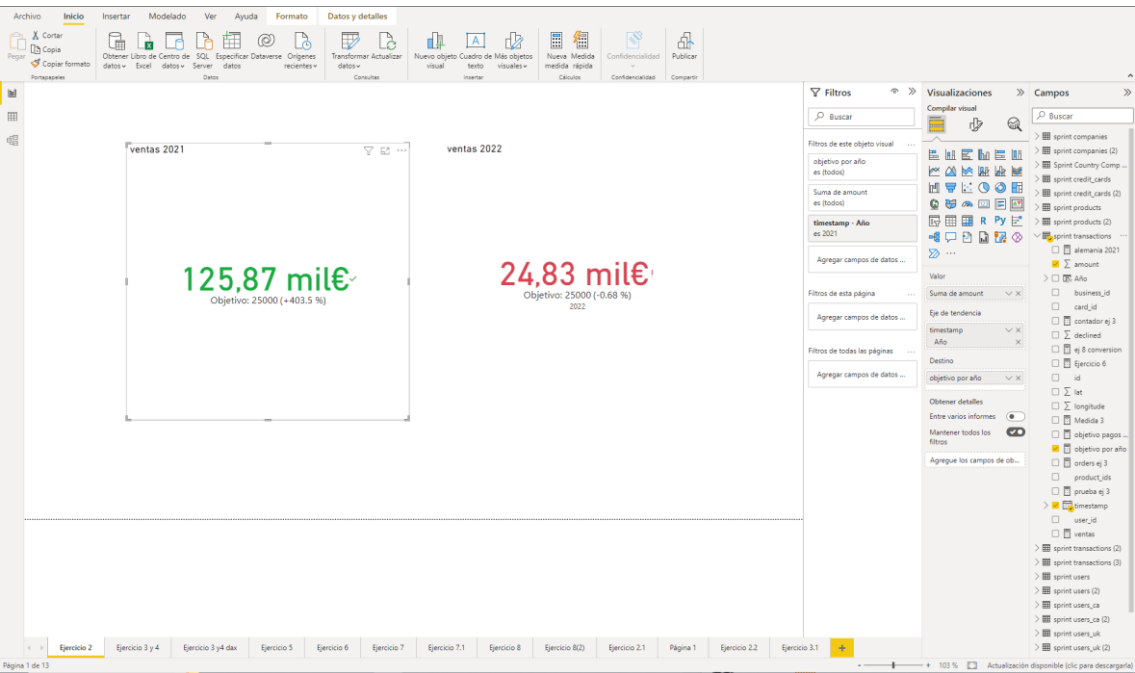 Archivo Inicio Insertar Modelado Ver Ayuda Formato Datos y detalles
Pegar
Cortar
Copia
Copiar formato
Portapapeles
Obtener datos
Libro de Excel
Centro de datos
SQL Server
Especificar datos
Dataverse
Orígenes recientes
Datos
Transformar datos
Actualizar
Consultas
Nuevo objeto visual
Cuadro de texto
Más objetos visuales
Insertar
Nueva medida
Medida rápida
Cálculos
Confidencialidad
Confidencialidad
Publicar
Compartir
ventas 2021
125,87 mil€
Objetivo: 25000 (+403.5 %)
ventas 2022
24,83 mil€
Objetivo: 25000 (-0.68 %)
2022
Filtros
Buscar
Filtros de este objeto visual
objetivo por año
es (todos)
Suma de amount
es (todos)
timestamp - Año
es 2021
Agregar campos de datos ...
Filtros de esta página
Agregar campos de datos ...
Filtros de todas las páginas
Agregar campos de datos ...
Visualizaciones
Compilar visual
R Py
Valor
Suma de amount
Eje de tendencia
timestamp
Año
Destino
objetivo por año
Obtener detalles
Entre varios informes
Mantener todos los
filtros
Agregue los campos de ob...
Campos
Buscar
sprint companies
sprint companies (2)
Sprint Country Comp ...
sprint credit_cards
sprint credit_cards (2)
sprint products
sprint products (2)
sprint transactions
alemania 2021
amount
Año
business_id
card_id
contador ej 3
declined
ej 8 conversion
Ejercicio 6
id
lat
longitude
Medida 3
objetivo pagos ...
objetivo por año
orders ej 3
product_ids
prueba ej 3
timestamp
user_id
ventas
sprint transactions (2)
sprint transactions (3)
sprint users
sprint users (2)
sprint users_ca
sprint users_ca (2)
sprint users_uk
sprint users_uk (2)
Ejercicio 2 Ejercicio 3 y 4 Ejercicio 3 y4 dax Ejercicio 5 Ejercicio 6 Ejercicio 7 Ejercicio 7.1 Ejercicio 8 Ejercicio 8(2) Ejercicio 2.1 Página 1 Ejercicio 2.2 Ejercicio 3.1 +
Página 1 de 13
- + 103 % Actualización disponible (clic para descargarla)